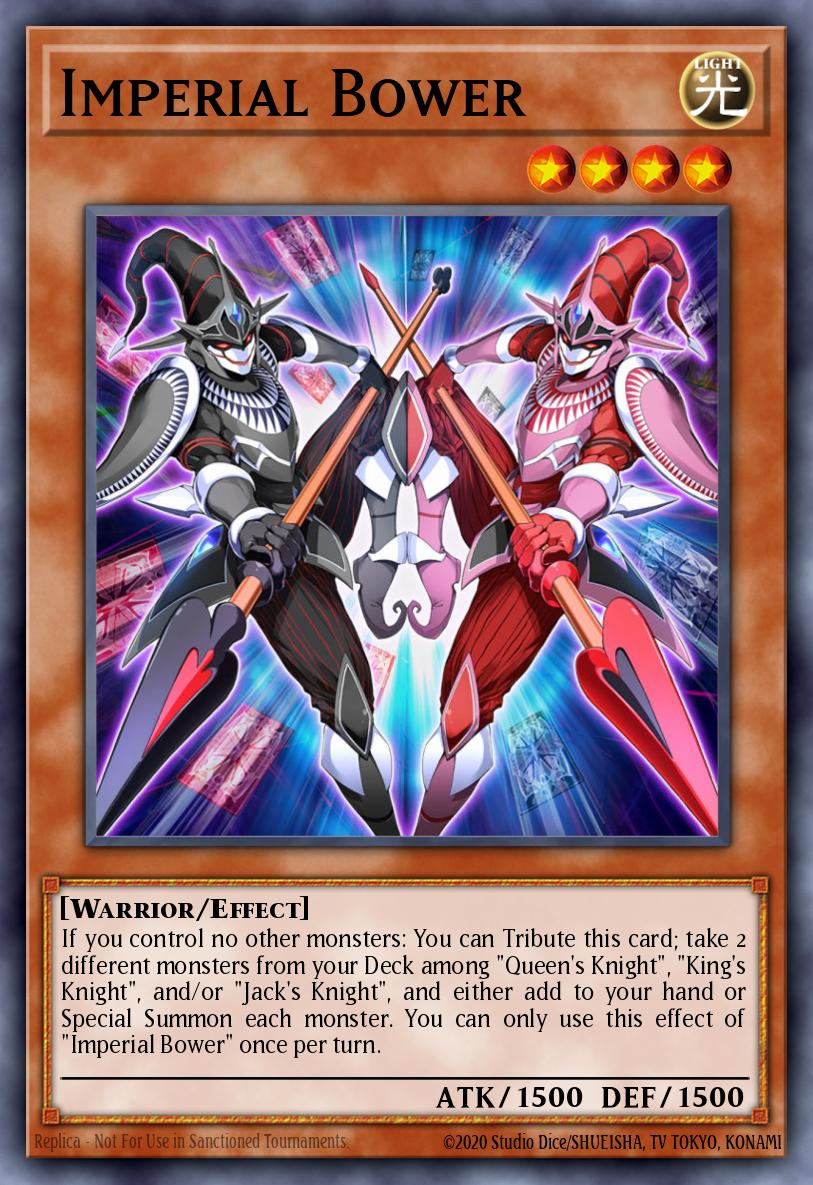 Imperial Bower
LIGHT
光
[Warrior/Effect]
If you control no other monsters: You can Tribute this card; take 2
different monsters from your Deck among "Queen's Knight", "King's
Knight", and/or "Jack's Knight", and either add to your hand or
Special Summon each monster. You can only use this effect of
"Imperial Bower" once per turn.
ATK/1500 DEF/1500
Replica - Not For Use in Sanctioned Tournaments.
©2020 Studio Dice/SHUEISHA, TV TOKYO, KONAMI